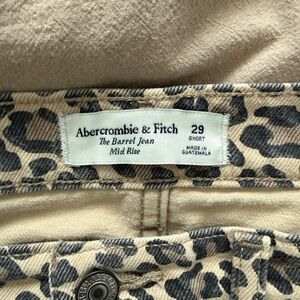 Abercrombie & Fitch
The Barrel Jean
Mid Rise
29
SHORT
MADE IN
GUATEMALA